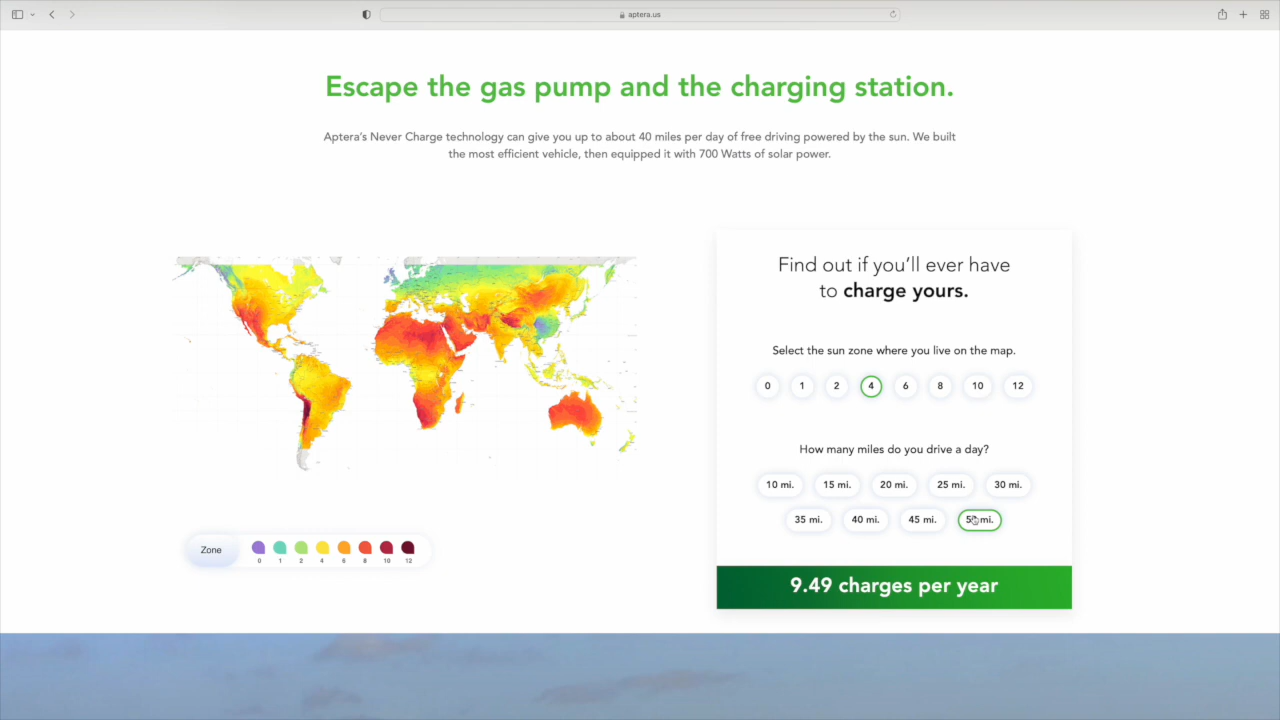 aptera.us
Escape the gas pump and the charging station.
Aptera's Never Charge technology can give you up to about 40 miles per day of free driving powered by the sun. We built
the most efficient vehicle, then equipped it with 700 Watts of solar power.
Find out if you'll ever have
to charge yours.
Select the sun zone where you live on the map.
0 1 2 4 6 8 10 12
How many miles do you drive a day?
10 mi. 15 mi. 20 mi. 25 mi. 30 mi.
35 mi. 40 mi. 45 mi. mi.
Zone
0 1 2 4 6 8 10 12
9.49 charges per year